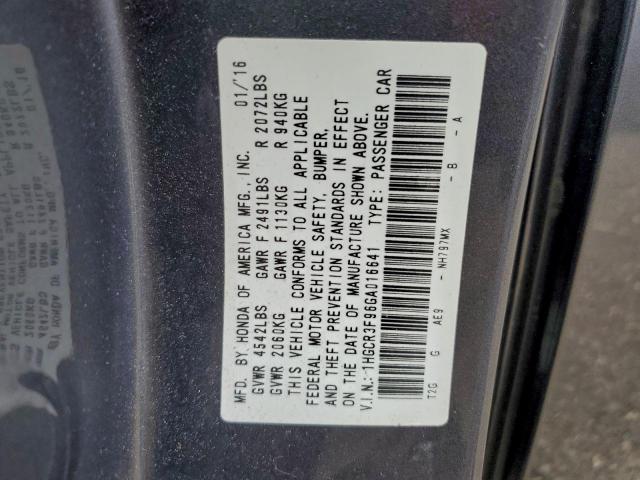 MFD. BY HONDA OF AMERICA MFG., INC. 01/'16
GVWR 4542LBS GAWR F 2491LBS R 2072LBS
GVWR 2060KG GAWR F 1130KG R 940KG
THIS VEHICLE CONFORMS TO ALL APPLICABLE
FEDERAL MOTOR VEHICLE SAFETY, BUMPER,
AND THEFT PREVENTION STANDARDS IN EFFECT
ON THE DATE OF MANUFACTURE SHOWN ABOVE.
V.I.N.: 1HGCR3F96GA016641 TYPE: PASSENGER CAR
T2G G AE9 - NH797MX - B - A